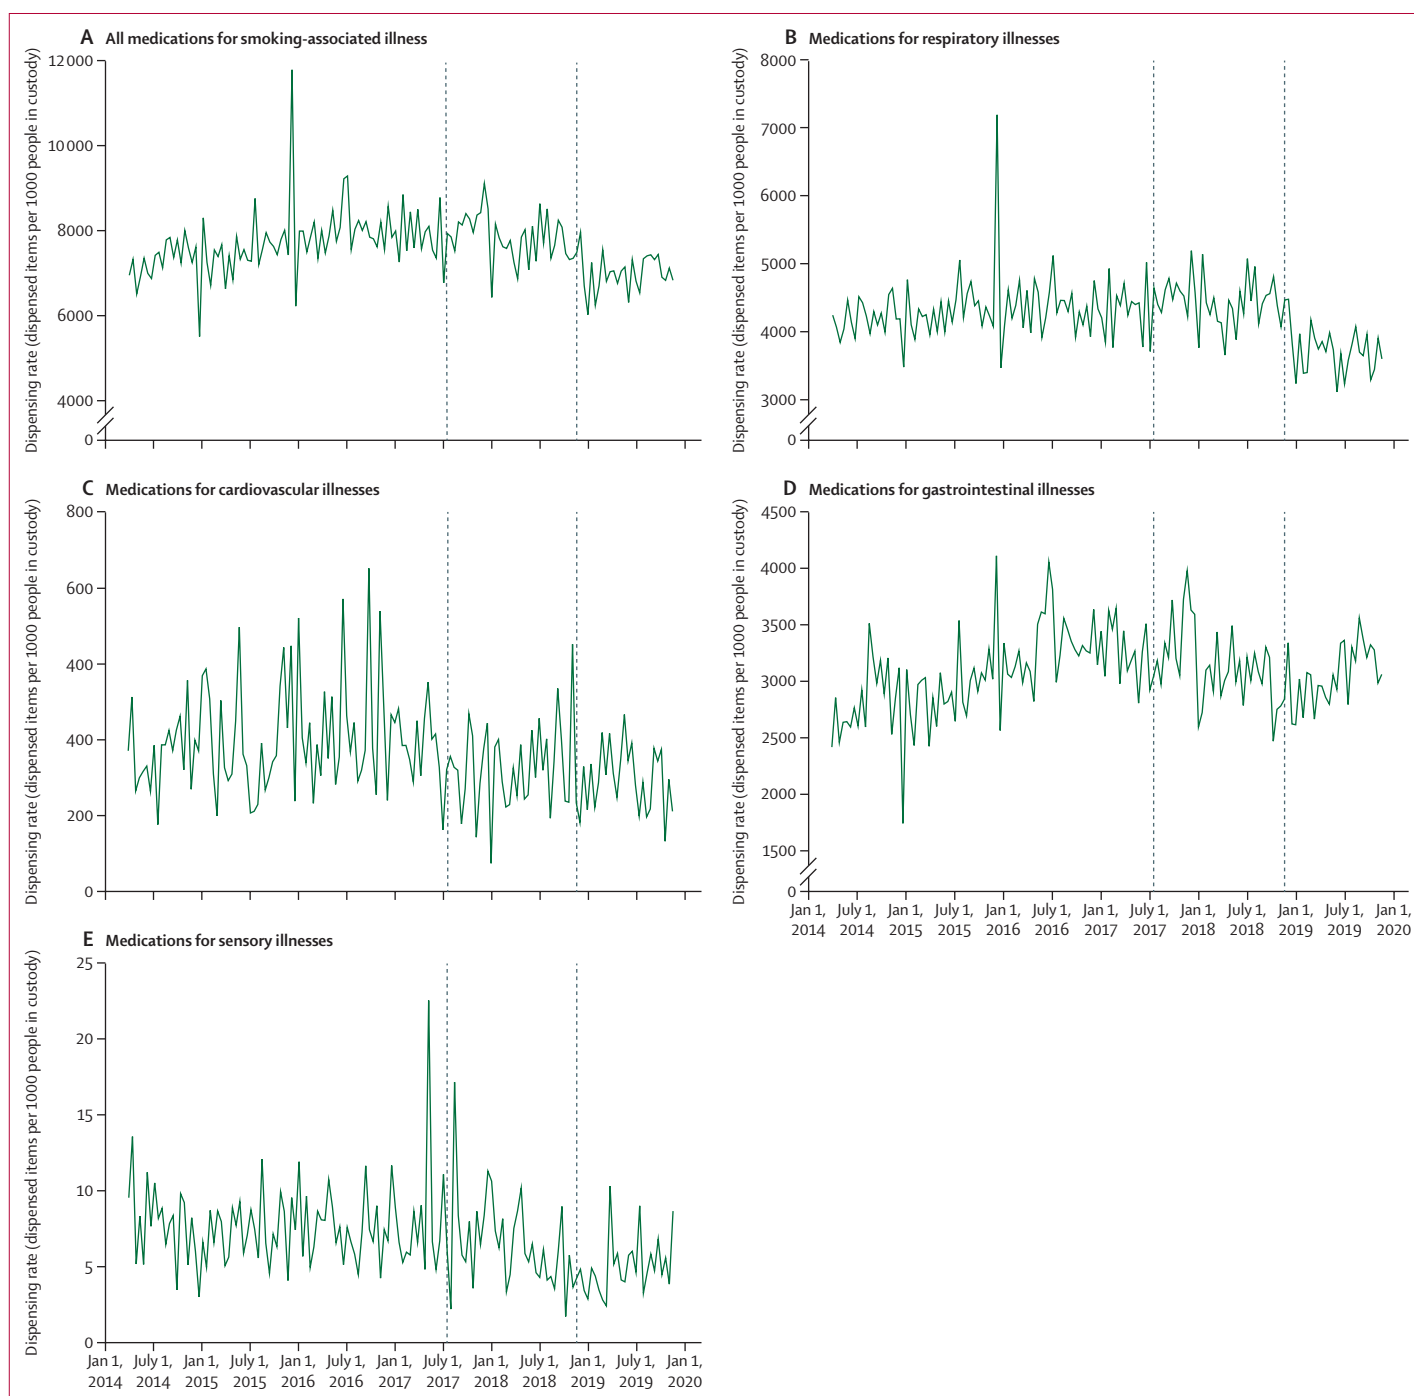 A All medications for smoking-associated illness
Dispensing rate (dispensed items per 1000 people in custody)
12 000
10 000
8000
6000
4000
0
B Medications for respiratory illnesses
Dispensing rate (dispensed items per 1000 people in custody)
8000
7000
6000
5000
4000
3000
0
C Medications for cardiovascular illnesses
Dispensing rate (dispensed items per 1000 people in custody)
800
600
400
200
0
D Medications for gastrointestinal illnesses
Dispensing rate (dispensed items per 1000 people in custody)
4500
4000
3500
3000
2500
2000
1500
0
Jan 1, July 1, Jan 1, July 1, Jan 1, July 1, Jan 1, July 1, Jan 1, July 1, Jan 1, July 1, Jan 1,
2014 2014 2015 2015 2016 2016 2017 2017 2018 2018 2019 2019 2020
E Medications for sensory illnesses
Dispensing rate (dispensed items per 1000 people in custody)
25
20
15
10
5
0
Jan 1, July 1, Jan 1, July 1, Jan 1, July 1, Jan 1, July 1, Jan 1, July 1, Jan 1, July 1, Jan 1,
2014 2014 2015 2015 2016 2016 2017 2017 2018 2018 2019 2019 2020